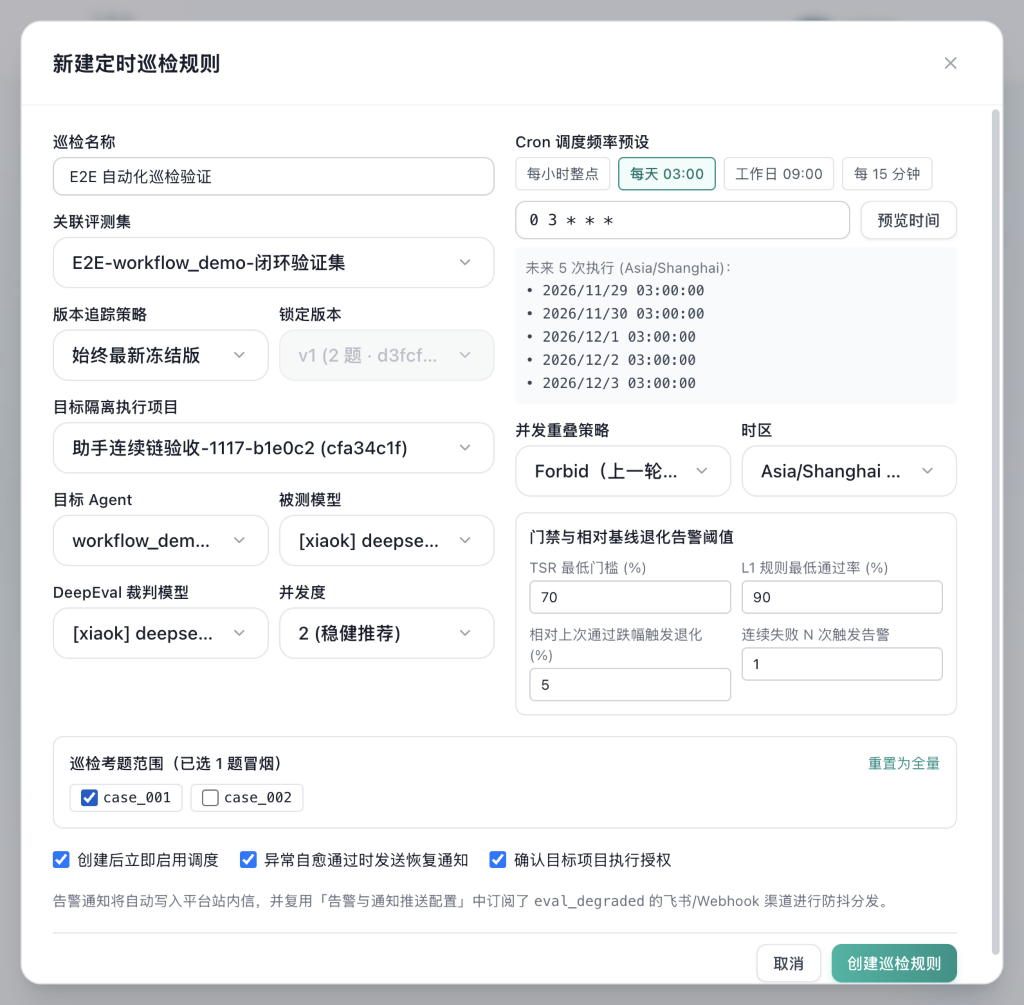 新建定时巡检规则
巡检名称
E2E 自动化巡检验证
关联评测集
E2E-workflow_demo-闭环验证集
版本追踪策略
锁定版本
始终最新冻结版
v1 (2 题 · d3fcf...
目标隔离执行项目
助手连续链验收-1117-b1e0c2 (cfa34c1f)
目标 Agent
被测模型
workflow_dem...
[xiaok] deepse...
DeepEval 裁判模型
并发度
[xiaok] deepse...
2 (稳健推荐)
Cron 调度频率预设
每小时整点
每天 03:00
工作日 09:00
每 15 分钟
0 3 * * *
预览时间
未来 5 次执行 (Asia/Shanghai)：
• 2026/11/29 03:00:00
• 2026/11/30 03:00:00
• 2026/12/1 03:00:00
• 2026/12/2 03:00:00
• 2026/12/3 03:00:00
并发重叠策略
时区
Forbid（上一轮...
Asia/Shanghai ...
门禁与相对基线退化告警阈值
TSR 最低门槛 (%)
L1 规则最低通过率 (%)
70
90
相对上次通过跌幅触发退化
(%)
连续失败 N 次触发告警
5
1
巡检考题范围（已选 1 题冒烟）
重置为全量
case_001
case_002
创建后立即启用调度
异常自愈通过时发送恢复通知
确认目标项目执行授权
告警通知将自动写入平台站内信，并复用「告警与通知推送配置」中订阅了 eval_degraded 的飞书/Webhook 渠道进行防抖分发。
取消
创建巡检规则